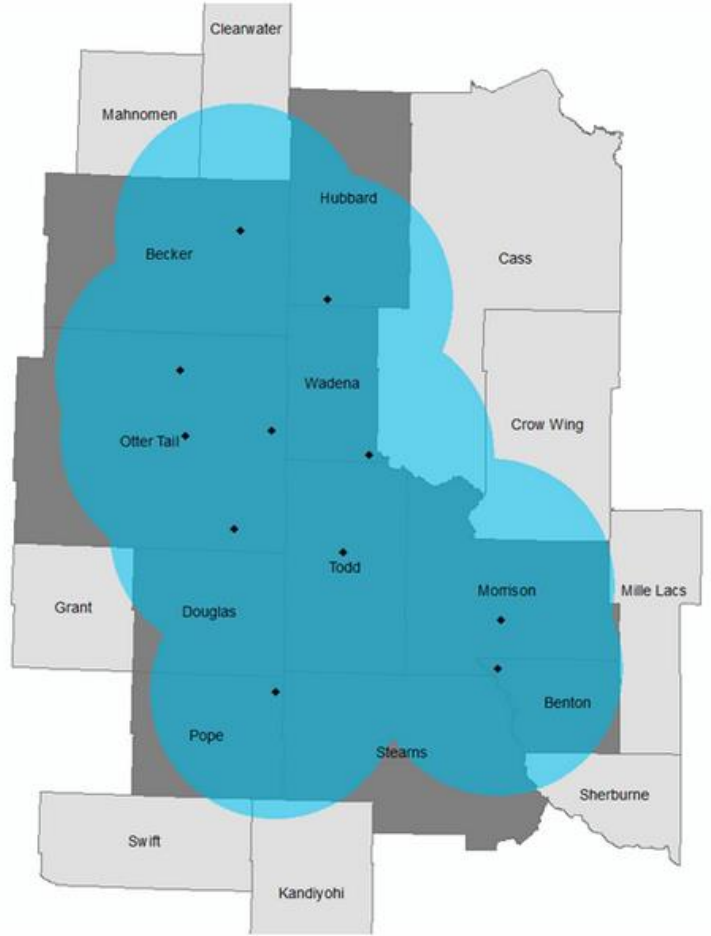 Clearwater
Mahnomen
Hubbard
Becker
Cass
Wadena
Crow Wing
Otter Tail
Todd
Morrison
Mille Lacs
Grant
Douglas
Benton
Pope
Stearns
Sherburne
Swift
Kandiyohi